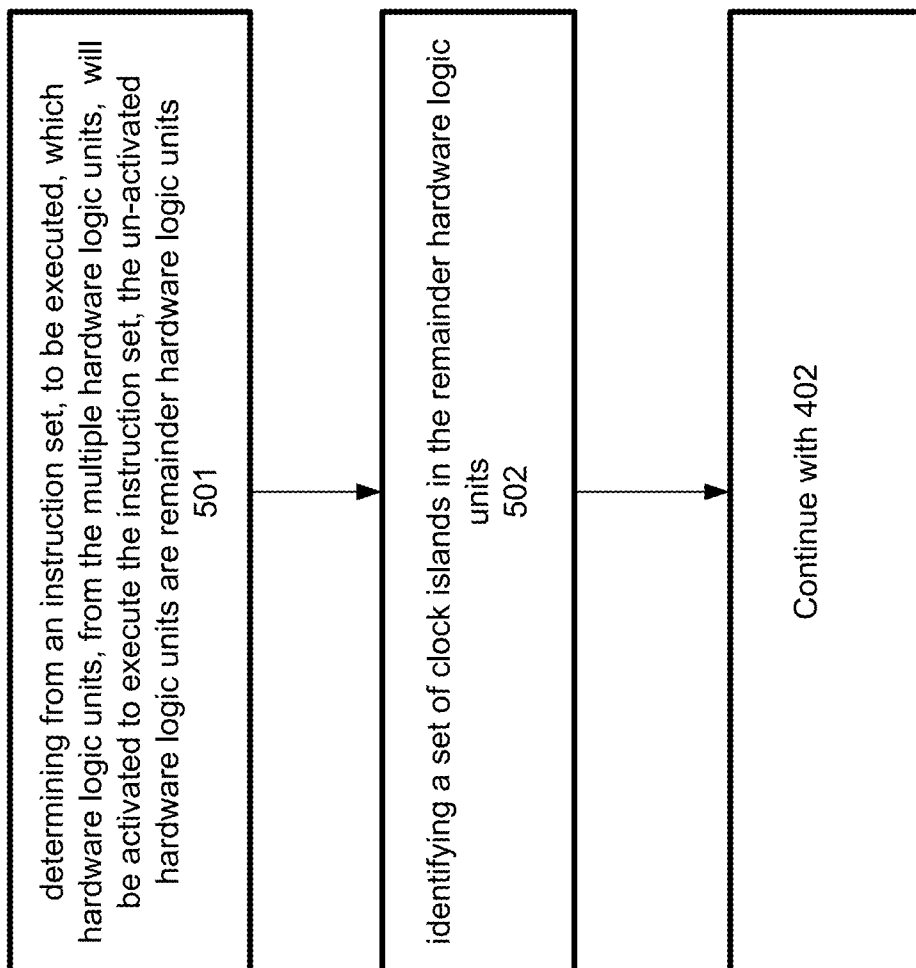 determining from an instruction set, to be executed, which
hardware logic units, from the multiple hardware logic units, will
be activated to execute the instruction set, the un-activated
hardware logic units are remainder hardware logic units
501
identifying a set of clock islands in the remainder hardware logic
units
502
Continue with 402